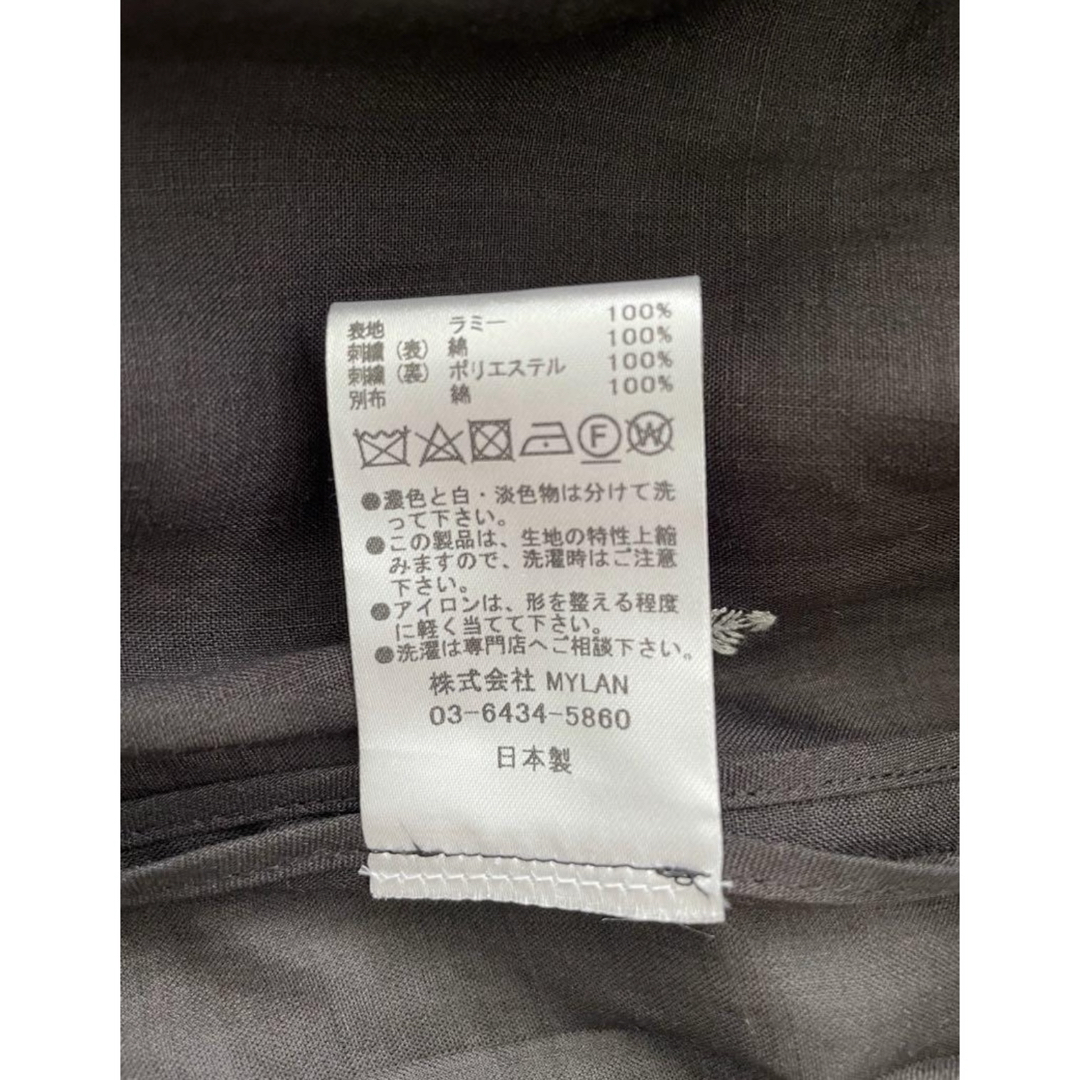 表地 ラミー 100%
刺繍(表) 綿 100%
刺繍(裏) ポリエステル 100%
別布 綿 100%
F W
●濃色と白・淡色物は分けて洗
って下さい。
●この製品は、生地の特性上縮
みますので、洗濯時はご注意
下さい。
●アイロンは、形を整える程度
に軽く当てて下さい。
●洗濯は専門店へご相談下さい。
株式会社 MYLAN
03-6434-5860
日本製